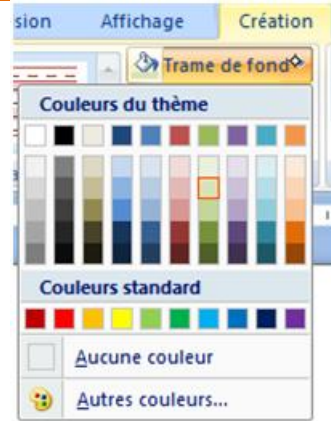 sion Affichage Création
Trame de fond
Couleurs du thème
Couleurs standard
Aucune couleur
Autres couleurs...